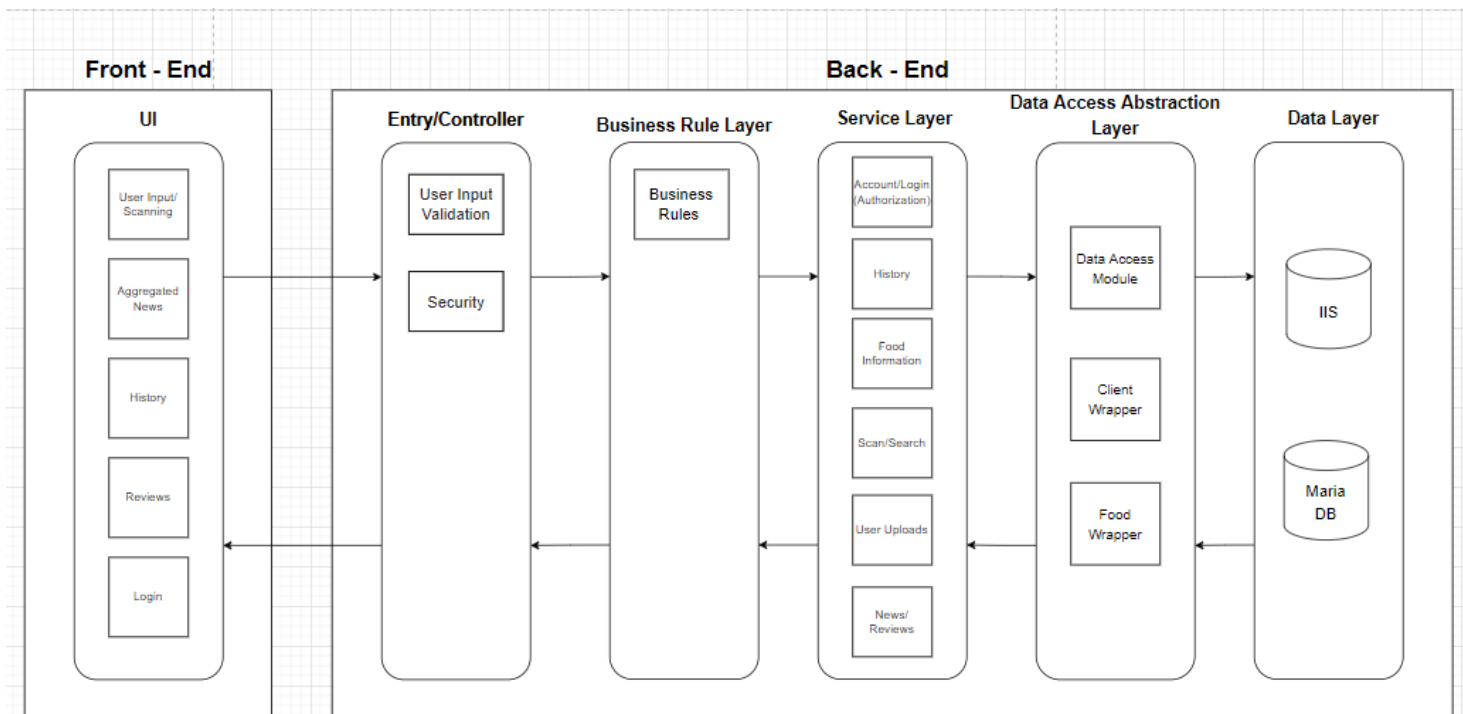 Front - End
Back - End
UI
User Input/
Scanning
Aggregated
News
History
Reviews
Login
Entry/Controller
User Input
Validation
Security
Business Rule Layer
Business
Rules
Service Layer
Account/Login
(Authorization)
History
Food
Information
Scan/Search
User Uploads
News/
Reviews
Data Access Abstraction
Layer
Data Access
Module
Client
Wrapper
Food
Wrapper
Data Layer
IIS
Maria
DB